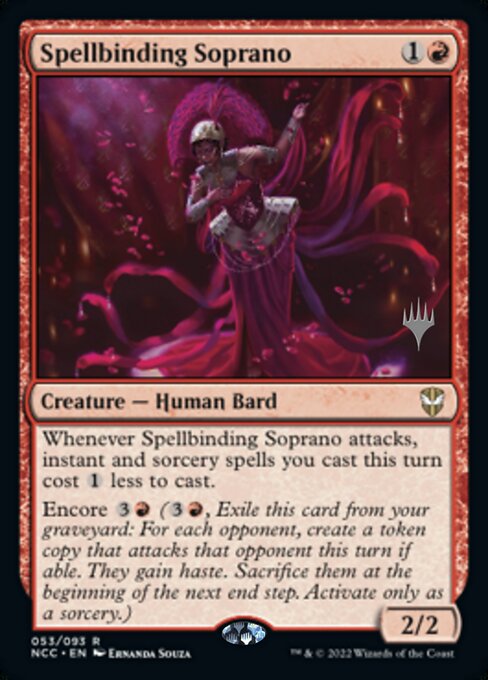 Spellbinding Soprano 1
Creature — Human Bard
Whenever Spellbinding Soprano attacks,
instant and sorcery spells you cast this turn
cost 1 less to cast.
Encore 3 (3, Exile this card from your
graveyard: For each opponent, create a token
copy that attacks that opponent this turn if
able. They gain haste. Sacrifice them at the
beginning of the next end step. Activate only as
a sorcery.)
2/2
053/093 R
NCC • EN Ernanda Souza
™ & © 2022 Wizards of the Coast